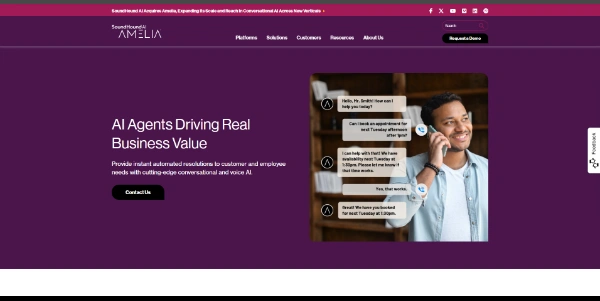 SoundHound AI Acquires Amelia, Expanding Its Scale and Reach in Conversational AI Across New Verticals ›
SoundHound AI
AMELIA
Platforms Solutions Customers Resources About Us
Search
Request a Demo
AI Agents Driving Real
Business Value
Provide instant automated resolutions to customer and employee
needs with cutting-edge conversational and voice AI.
Contact Us
Hello, Mr. Smith! How can I
help you today?
Can I book an appointment for
next Tuesday afternoon
after 1pm?
I can help with that! We have
availability next Tuesday at
1:30pm. Please let me know if
that time works.
Yes, that works.
Great! We have you booked
for next Tuesday at 1:30pm.
Feedback